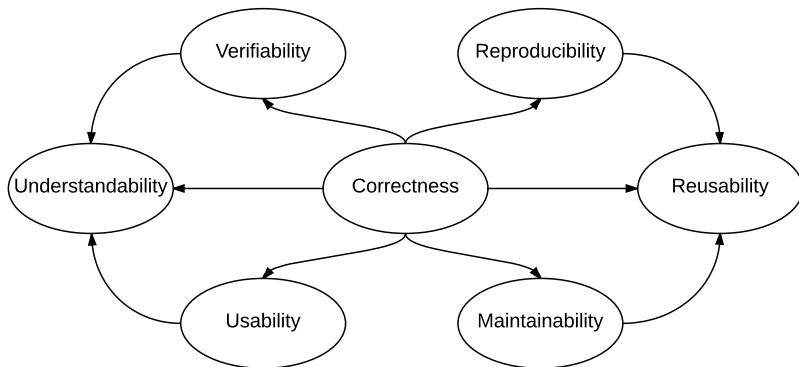 Verifiability
Reproducibility
Understandability
Correctness
Reusability
Usability
Maintainability